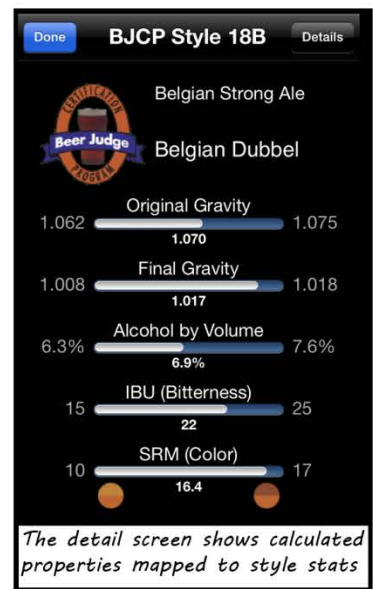 Done BJCP Style 18B Details
CERTIFICATION
Beer Judge
PROGRAM
Belgian Strong Ale
Belgian Dubbel
Original Gravity
1.062 1.075
1.070
Final Gravity
1.008 1.018
1.017
Alcohol by Volume
6.3% 7.6%
6.9%
IBU (Bitterness)
15 25
22
SRM (Color)
10 17
16.4
The detail screen shows calculated
properties mapped to style stats